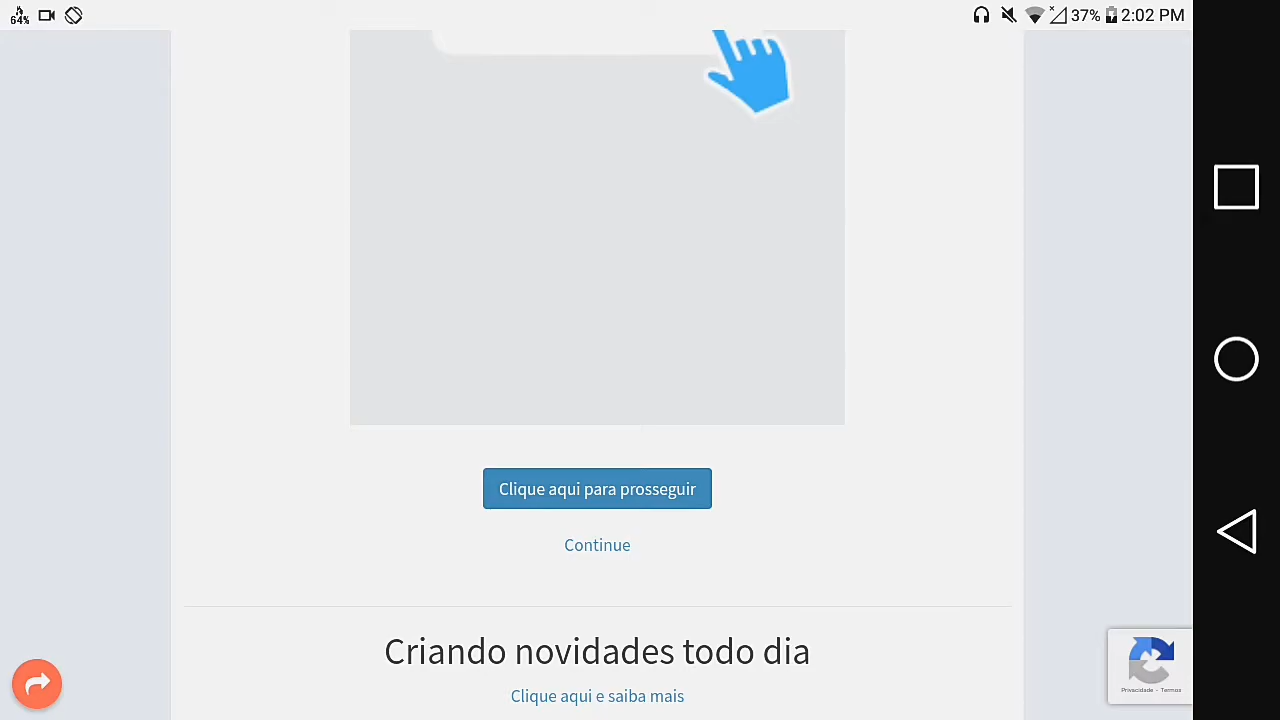 64%
37% 2:02 PM
Clique aqui para prosseguir
Continue
Criando novidades todo dia
Clique aqui e saiba mais
Privacidade - Termos